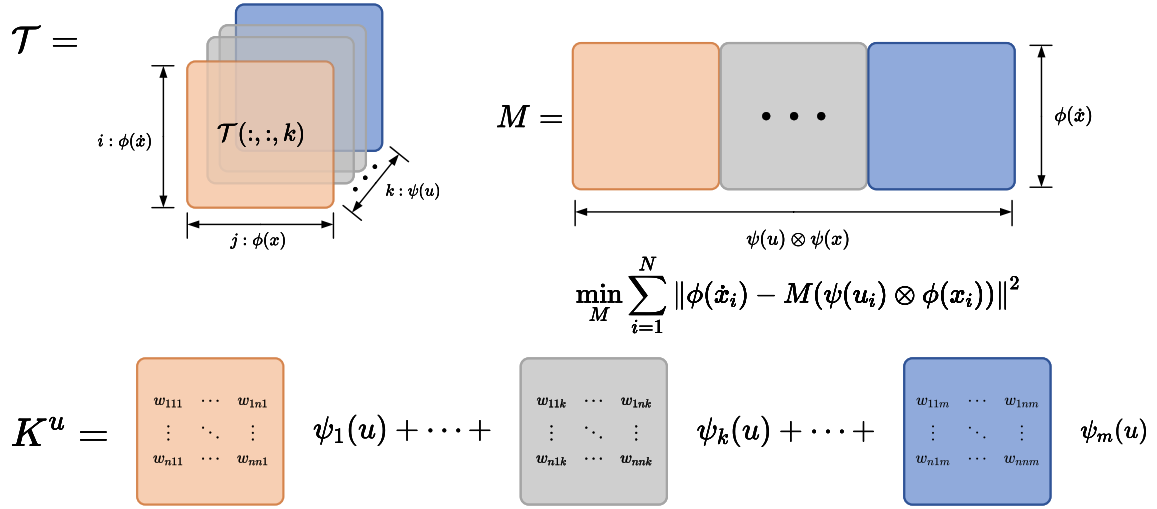 𝒯 =
𝒯(:,:,k)
i : ϕ(ẋ)
j : ϕ(x)
k : ψ(u)
M =
ϕ(ẋ)
ψ(u) ⊗ ψ(x)
min_M ∑_{i=1}^{N} ‖ϕ(ẋ_i) − M(ψ(u_i) ⊗ ϕ(x_i))‖²
K^u =
w_{111} ⋯ w_{1n1}
⋮ ⋱ ⋮
w_{n11} ⋯ w_{nn1}
ψ_1(u) + ⋯ +
w_{11k} ⋯ w_{1nk}
⋮ ⋱ ⋮
w_{n1k} ⋯ w_{nnk}
ψ_k(u) + ⋯ +
w_{11m} ⋯ w_{1nm}
⋮ ⋱ ⋮
w_{n1m} ⋯ w_{nnm}
ψ_m(u)